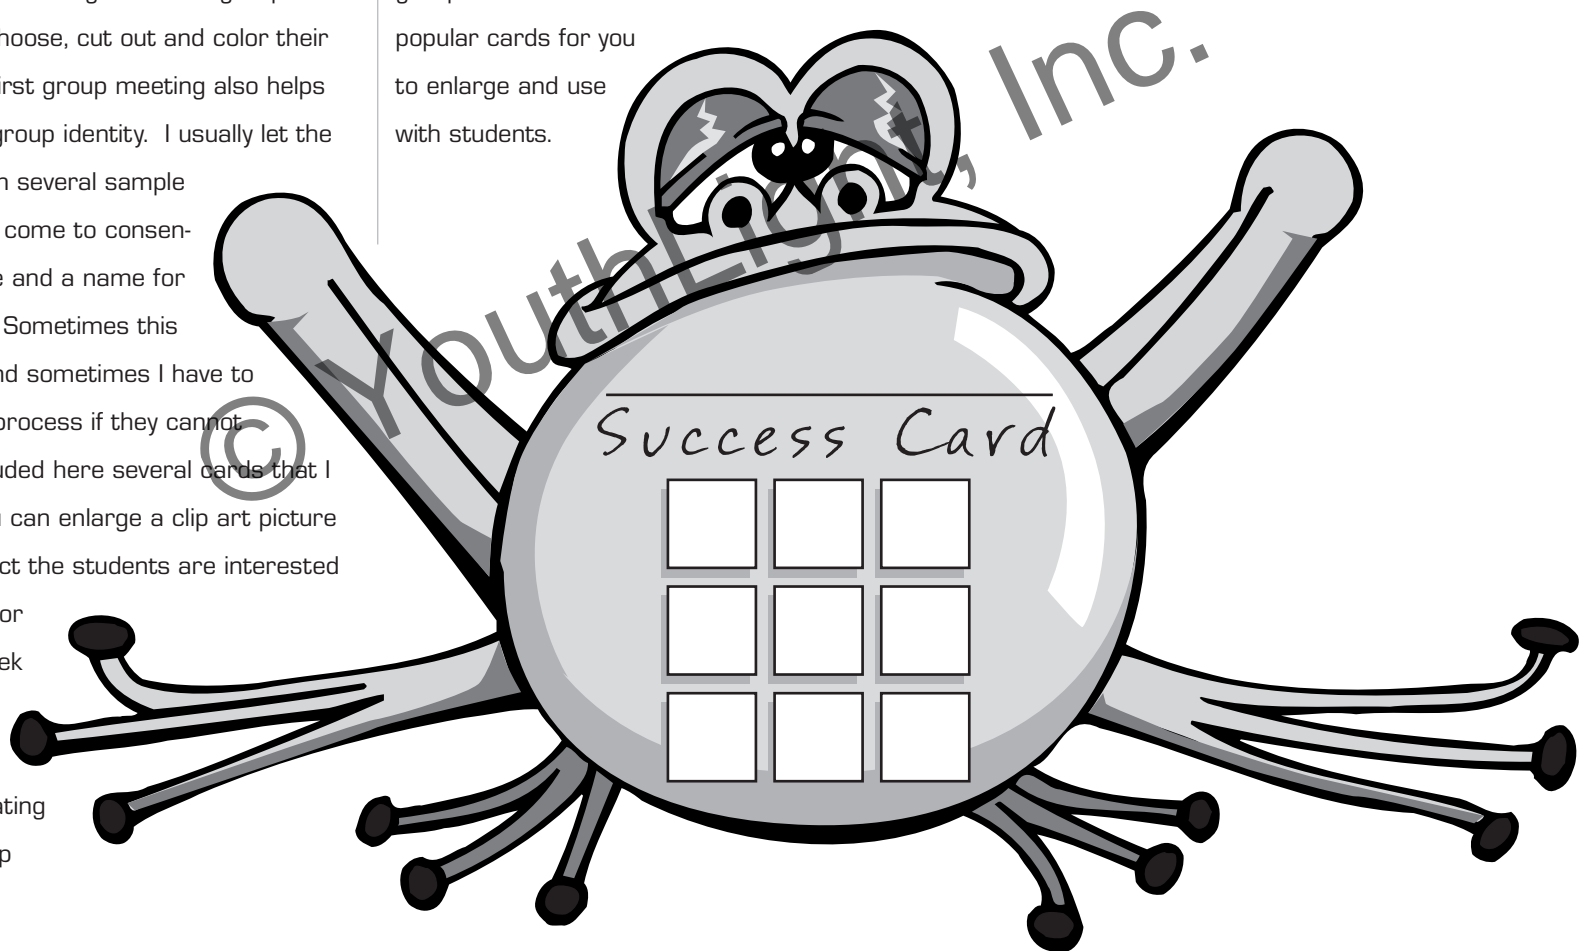 hoose, cut out and color their
irst group meeting also helps
group identity.  I usually let the
n several sample
come to consen-
e and a name for
Sometimes this
nd sometimes I have to
process if they cannot
uded here several cards that I
u can enlarge a clip art picture
ct the students are interested
or
ek
ating
p
popular cards for you
to enlarge and use
with students.
Success Card
© YouthLight, Inc.